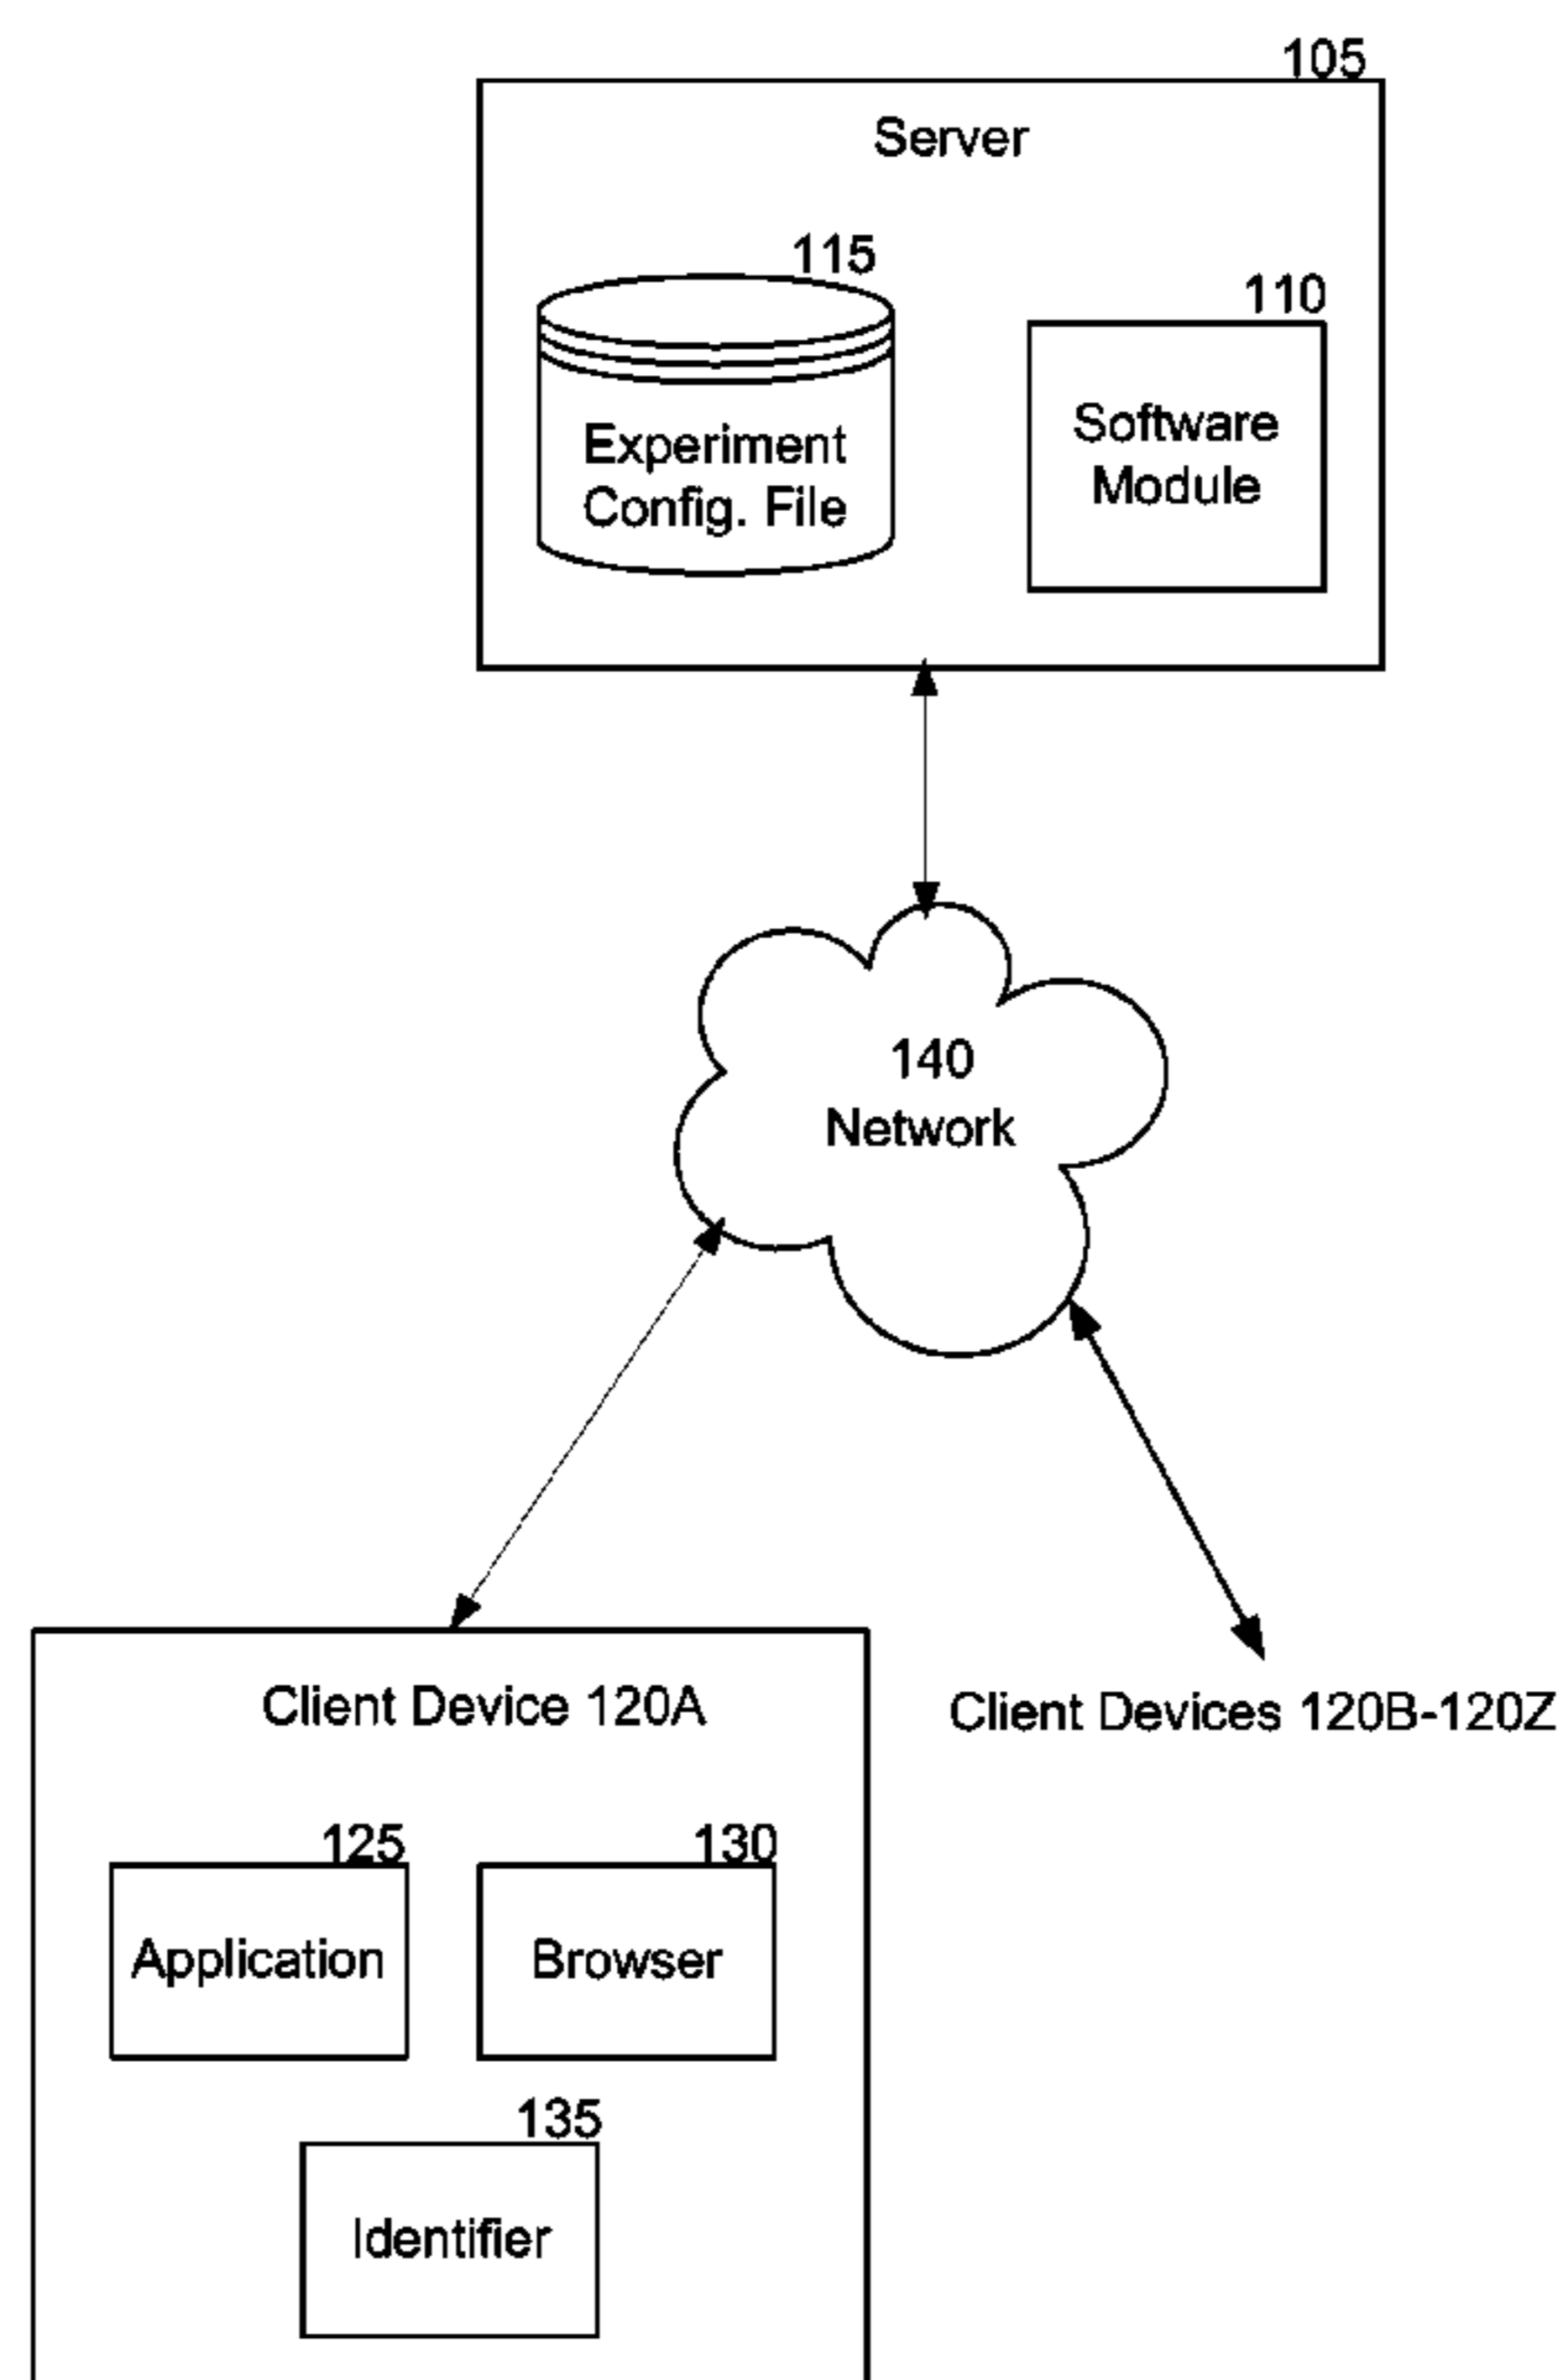 105
Server
115
110
Experiment
Config. File
Software
Module
140
Network
Client Device 120A
Client Devices 120B-120Z
125
130
Application
Browser
135
Identifier